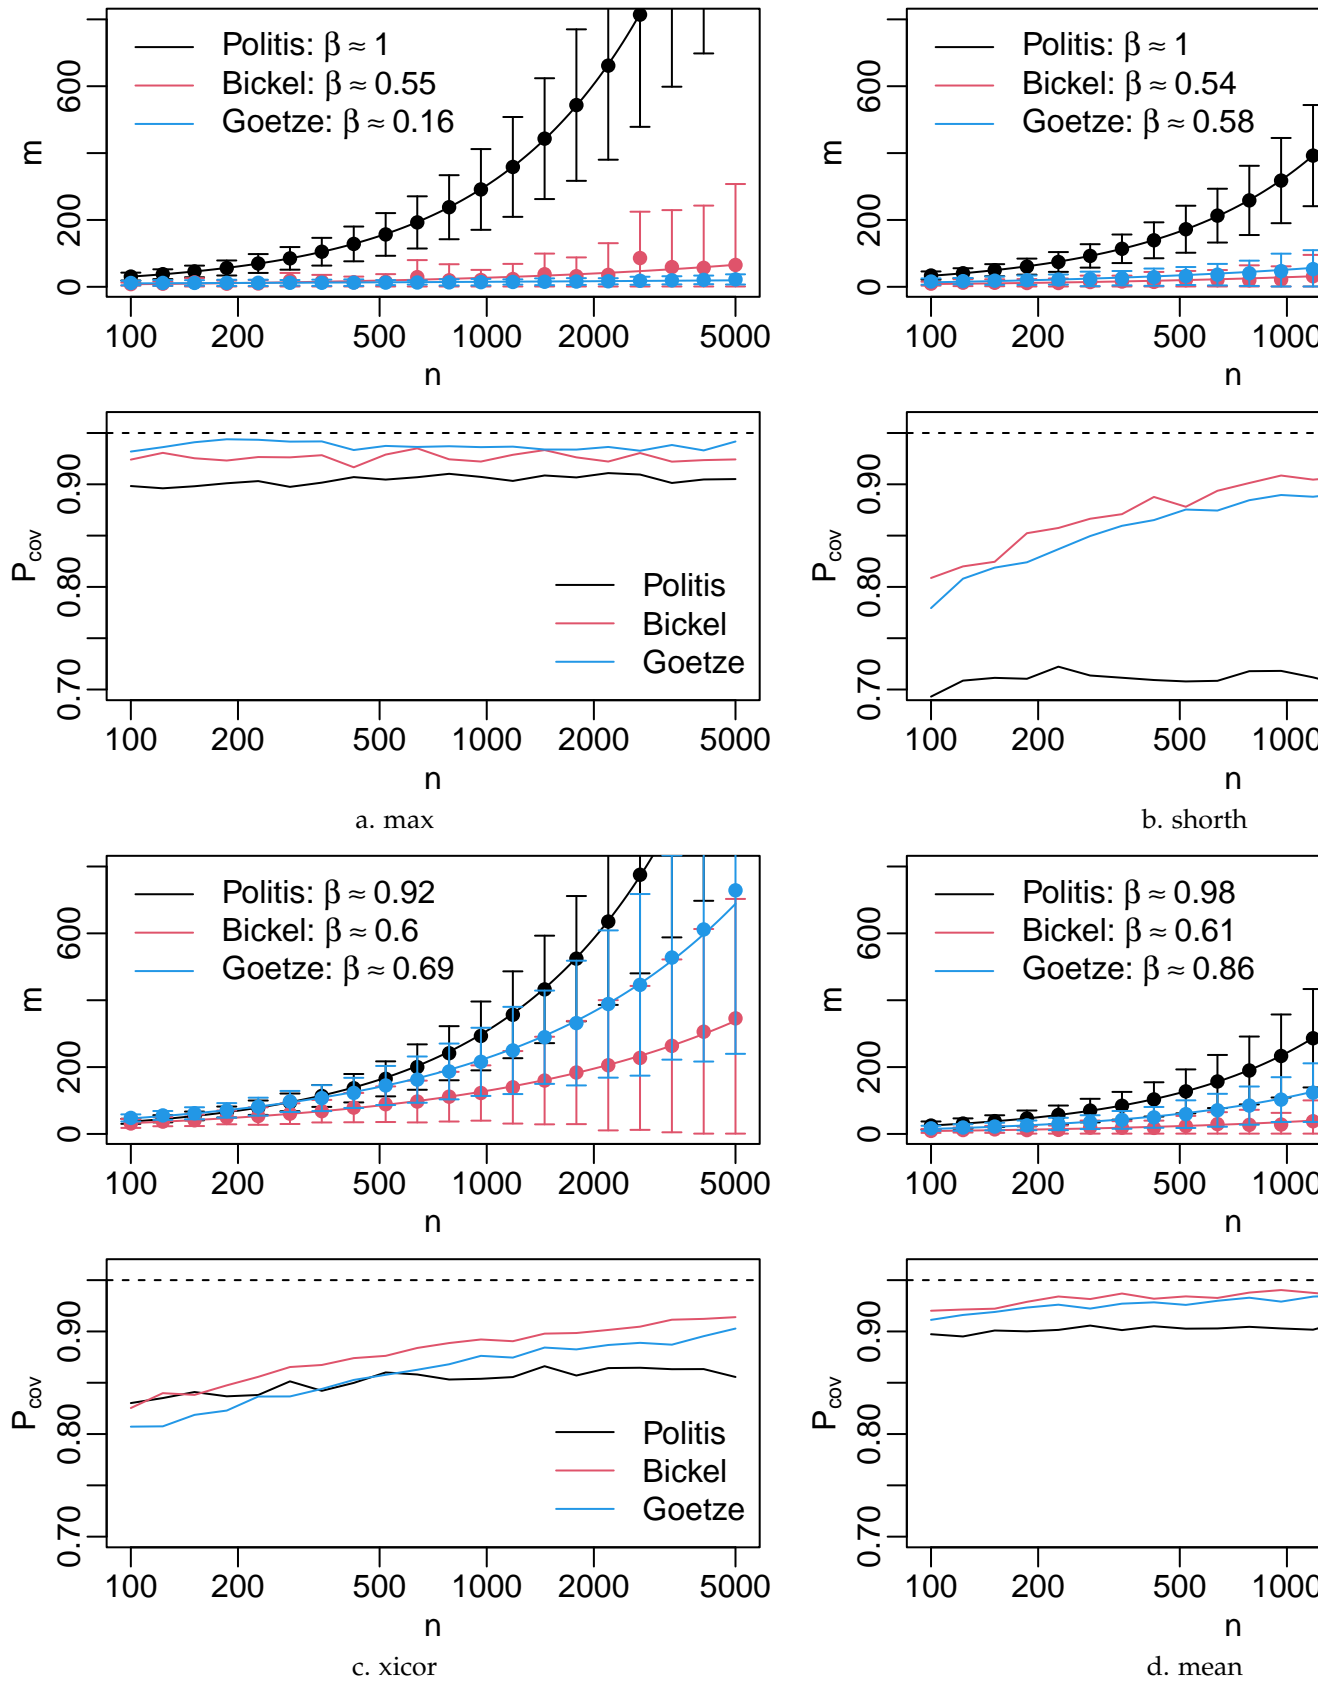 Politis: β ≈ 1
Bickel: β ≈ 0.55
Goetze: β ≈ 0.16
m
0 200 600
100 200 500 1000 2000 5000
n
Politis: β ≈ 1
Bickel: β ≈ 0.54
Goetze: β ≈ 0.58
m
0 200 600
100 200 500 1000
n
Pcov
0.70 0.80 0.90
Politis
Bickel
Goetze
100 200 500 1000 2000 5000
n
a. max
Pcov
0.70 0.80 0.90
100 200 500 1000
n
b. shorth
Politis: β ≈ 0.92
Bickel: β ≈ 0.6
Goetze: β ≈ 0.69
m
0 200 600
100 200 500 1000 2000 5000
n
Politis: β ≈ 0.98
Bickel: β ≈ 0.61
Goetze: β ≈ 0.86
m
0 200 600
100 200 500 1000
n
Pcov
0.70 0.80 0.90
Politis
Bickel
Goetze
100 200 500 1000 2000 5000
n
c. xicor
Pcov
0.70 0.80 0.90
100 200 500 1000
n
d. mean